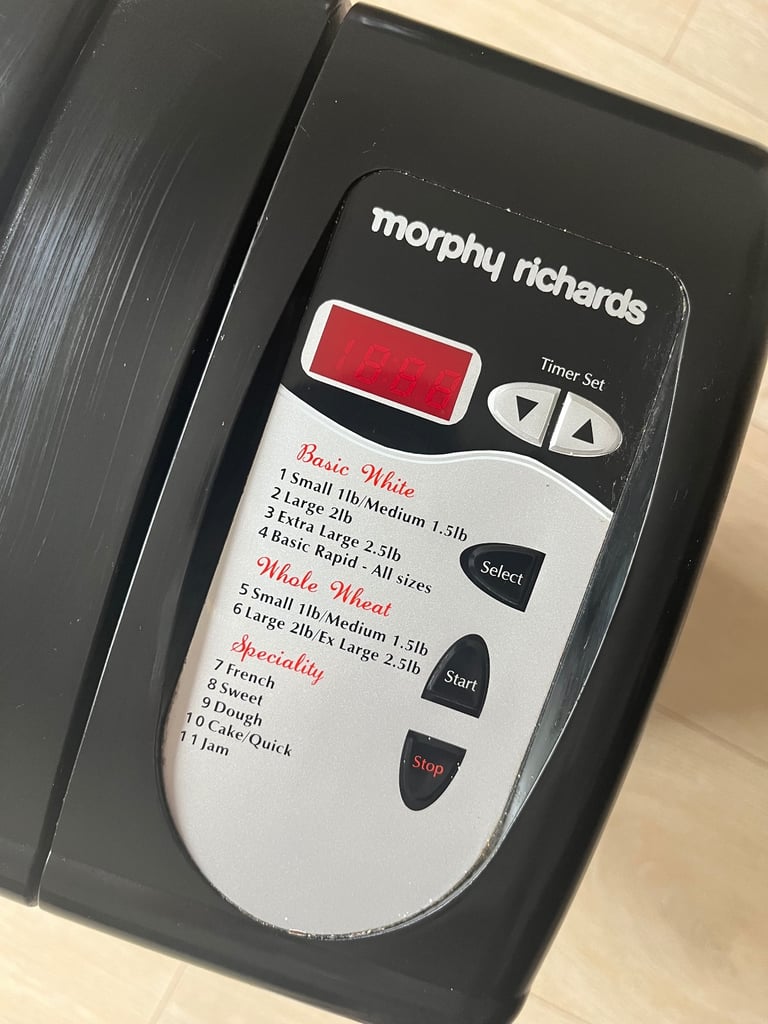 morphy richards
18:88
Timer Set
Basic White
1 Small 1lb/Medium 1.5lb
2 Large 2lb
3 Extra Large 2.5lb
4 Basic Rapid - All sizes
Select
Whole Wheat
5 Small 1lb/Medium 1.5lb
6 Large 2lb/Ex Large 2.5lb
Start
Speciality
7 French
8 Sweet
9 Dough
10 Cake/Quick
11 Jam
Stop